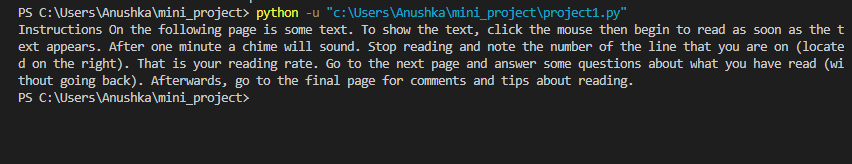 PS C:\Users\Anushka\mini_project> python -u "c:\Users\Anushka\mini_project\project1.py"
Instructions On the following page is some text. To show the text, click the mouse then begin to read as soon as the t
ext appears. After one minute a chime will sound. Stop reading and note the number of the line that you are on (locate
d on the right). That is your reading rate. Go to the next page and answer some questions about what you have read (wi
thout going back). Afterwards, go to the final page for comments and tips about reading.
PS C:\Users\Anushka\mini_project>